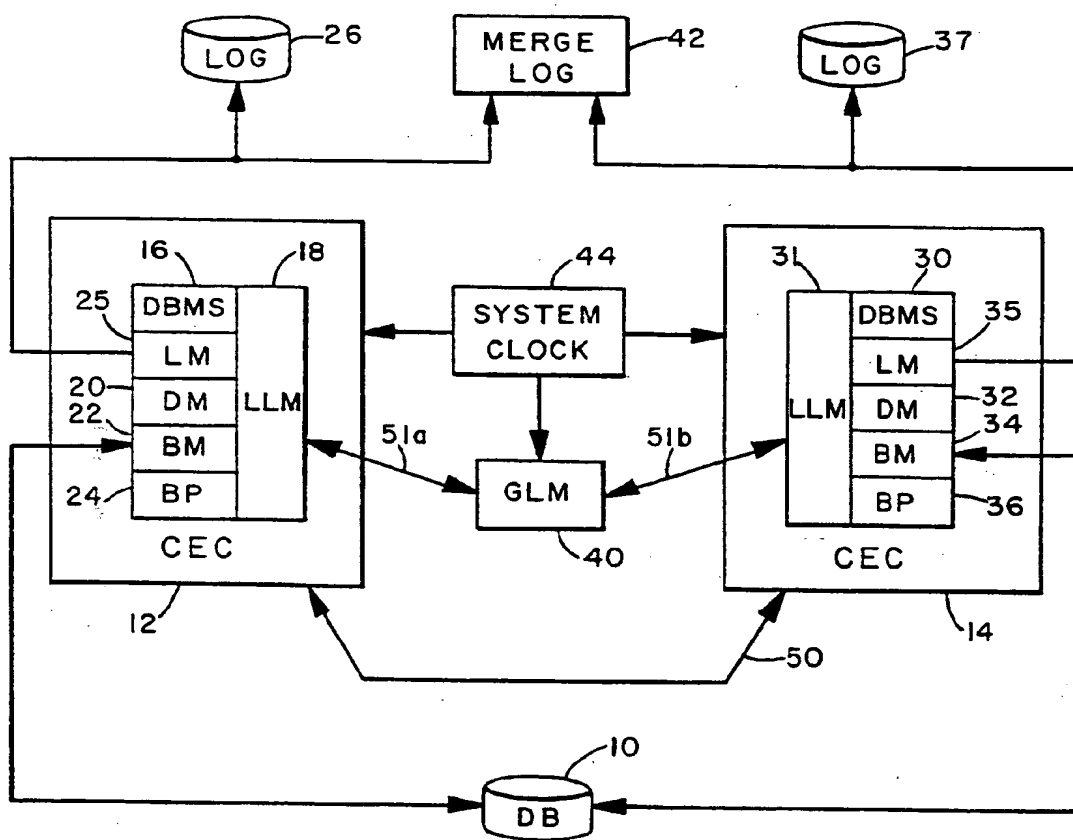 LOG
26
MERGE
LOG
42
LOG
37
16
18
44
31
30
25
DBMS
SYSTEM
CLOCK
DBMS
35
LM
LM
20
DM
LLM
LLM
DM
32
22
BM
51a
51b
BM
34
24
BP
GLM
BP
36
CEC
40
CEC
12
50
14
10
DB